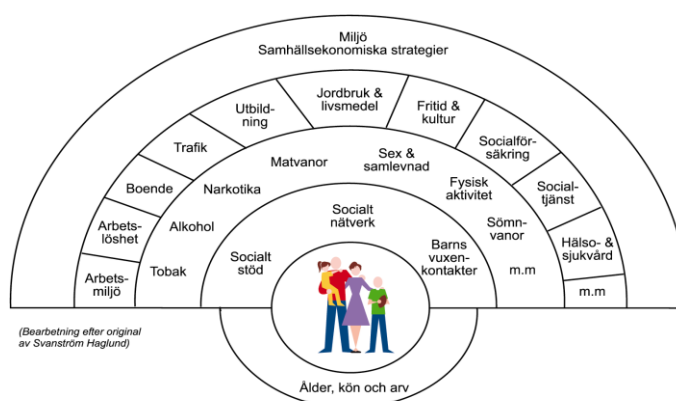 Miljö
Samhällsekonomiska strategier
Jordbruk &
livsmedel
Utbild-
ning
Fritid &
kultur
Trafik
Socialför-
säkring
Boende
Social-
tjänst
Arbets-
löshet
Hälso- &
sjukvård
Arbets-
miljö
m.m
Matvanor
Sex &
samlevnad
Narkotika
Fysisk
aktivitet
Alkohol
Sömn-
vanor
Tobak
m.m
Socialt
nätverk
Socialt
stöd
Barns
vuxen-
kontakter
(Bearbetning efter original
av Svanström Haglund)
Ålder, kön och arv